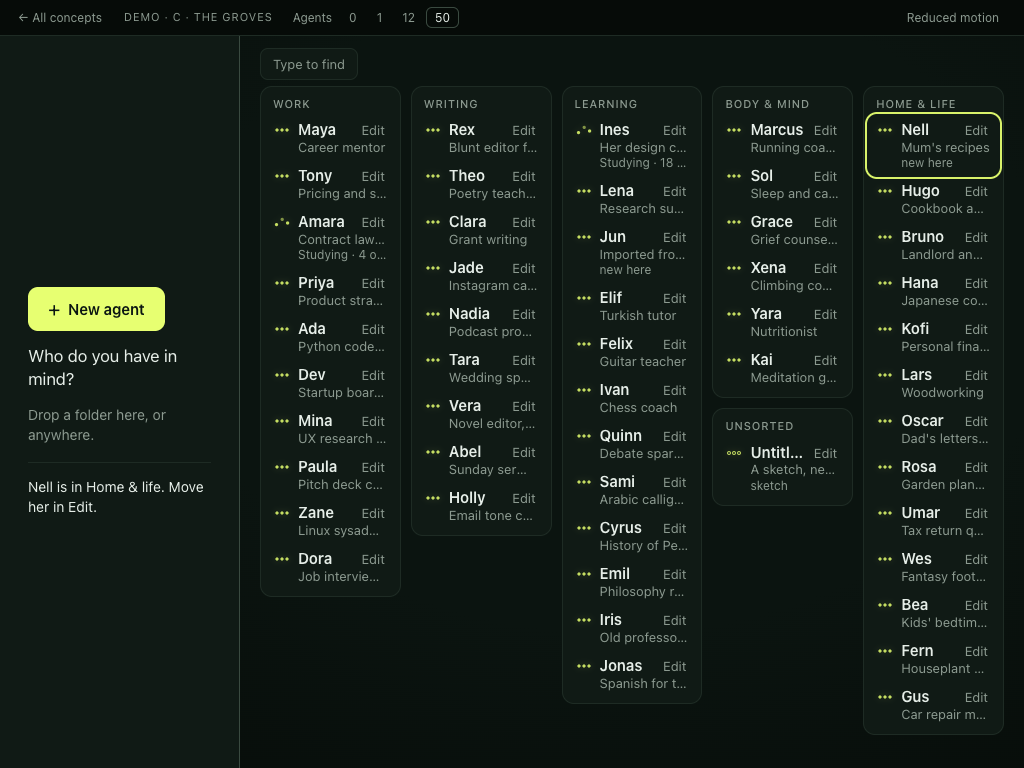 ← All concepts
DEMO · C · THE GROVES
Agents 0 1 12 50
Reduced motion
+ New agent
Who do you have in
mind?
Drop a folder here, or
anywhere.
Nell is in Home & life. Move
her in Edit.
Type to find
WORK
Maya Edit
Career mentor
Tony Edit
Pricing and s...
Amara Edit
Contract law...
Studying · 4 o...
Priya Edit
Product stra...
Ada Edit
Python code...
Dev Edit
Startup boar...
Mina Edit
UX research ...
Paula Edit
Pitch deck c...
Zane Edit
Linux sysad...
Dora Edit
Job intervie...
WRITING
Rex Edit
Blunt editor f...
Theo Edit
Poetry teach...
Clara Edit
Grant writing
Jade Edit
Instagram ca...
Nadia Edit
Podcast pro...
Tara Edit
Wedding sp...
Vera Edit
Novel editor,...
Abel Edit
Sunday ser...
Holly Edit
Email tone c...
LEARNING
Ines Edit
Her design c...
Studying · 18 ...
Lena Edit
Research su...
Jun Edit
Imported fro...
new here
Elif Edit
Turkish tutor
Felix Edit
Guitar teacher
Ivan Edit
Chess coach
Quinn Edit
Debate spar...
Sami Edit
Arabic callig...
Cyrus Edit
History of Pe...
Emil Edit
Philosophy r...
Iris Edit
Old professo...
Jonas Edit
Spanish for t...
BODY & MIND
Marcus Edit
Running coa...
Sol Edit
Sleep and ca...
Grace Edit
Grief counse...
Xena Edit
Climbing co...
Yara Edit
Nutritionist
Kai Edit
Meditation g...
UNSORTED
Untitl... Edit
A sketch, ne...
sketch
HOME & LIFE
Nell Edit
Mum's recipes
new here
Hugo Edit
Cookbook a...
Bruno Edit
Landlord an...
Hana Edit
Japanese co...
Kofi Edit
Personal fina...
Lars Edit
Woodworking
Oscar Edit
Dad's letters...
Rosa Edit
Garden plan...
Umar Edit
Tax return q...
Wes Edit
Fantasy foot...
Bea Edit
Kids' bedtim...
Fern Edit
Houseplant ...
Gus Edit
Car repair m...